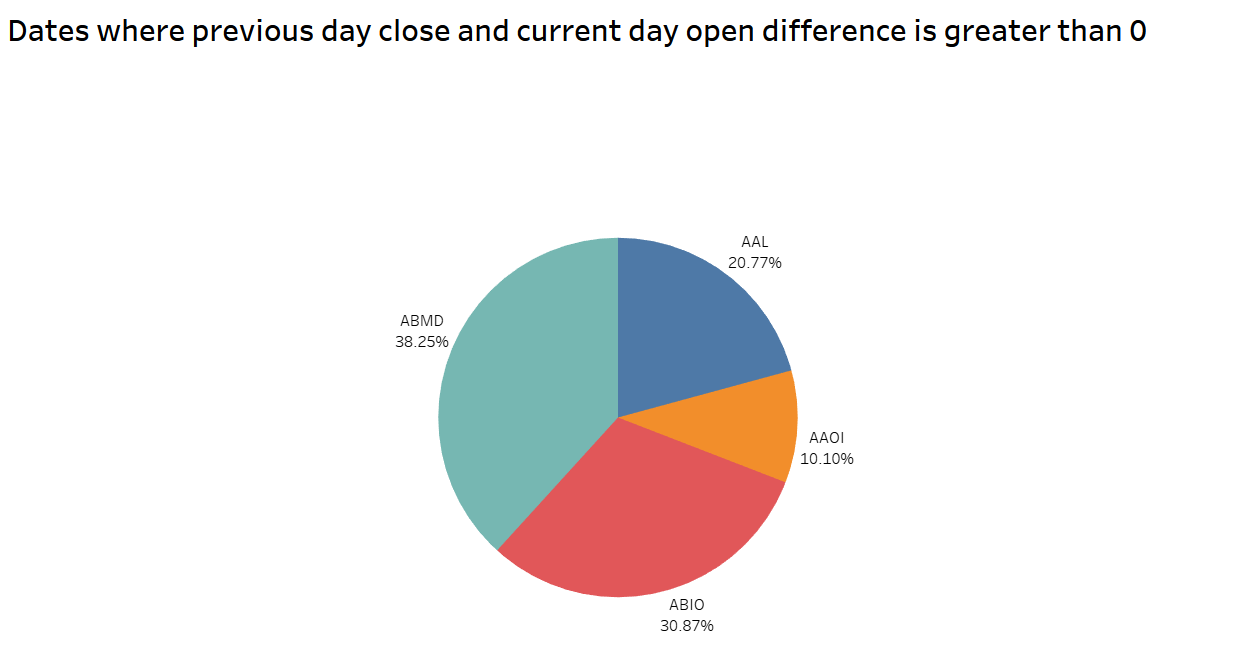 Dates where previous day close and current day open difference is greater than 0
AAL
20.77%
ABMD
38.25%
AAOI
10.10%
ABIO
30.87%